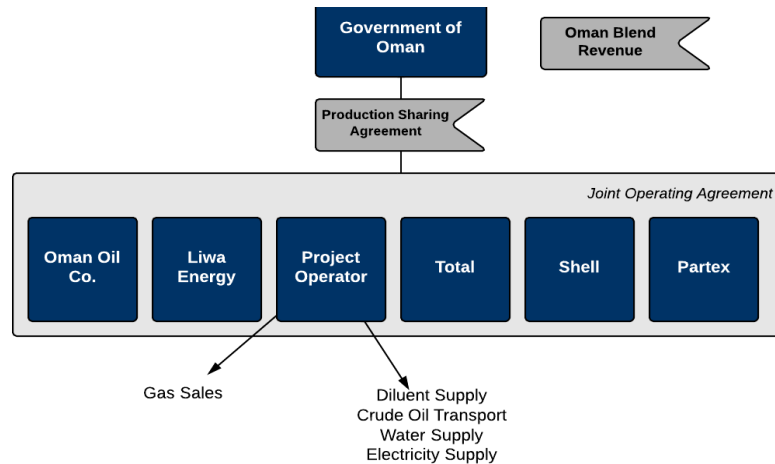 Government of
Oman
Oman Blend
Revenue
Production Sharing
Agreement
Joint Operating Agreement
Oman Oil
Co.
Liwa
Energy
Project
Operator
Total
Shell
Partex
Gas Sales
Diluent Supply
Crude Oil Transport
Water Supply
Electricity Supply